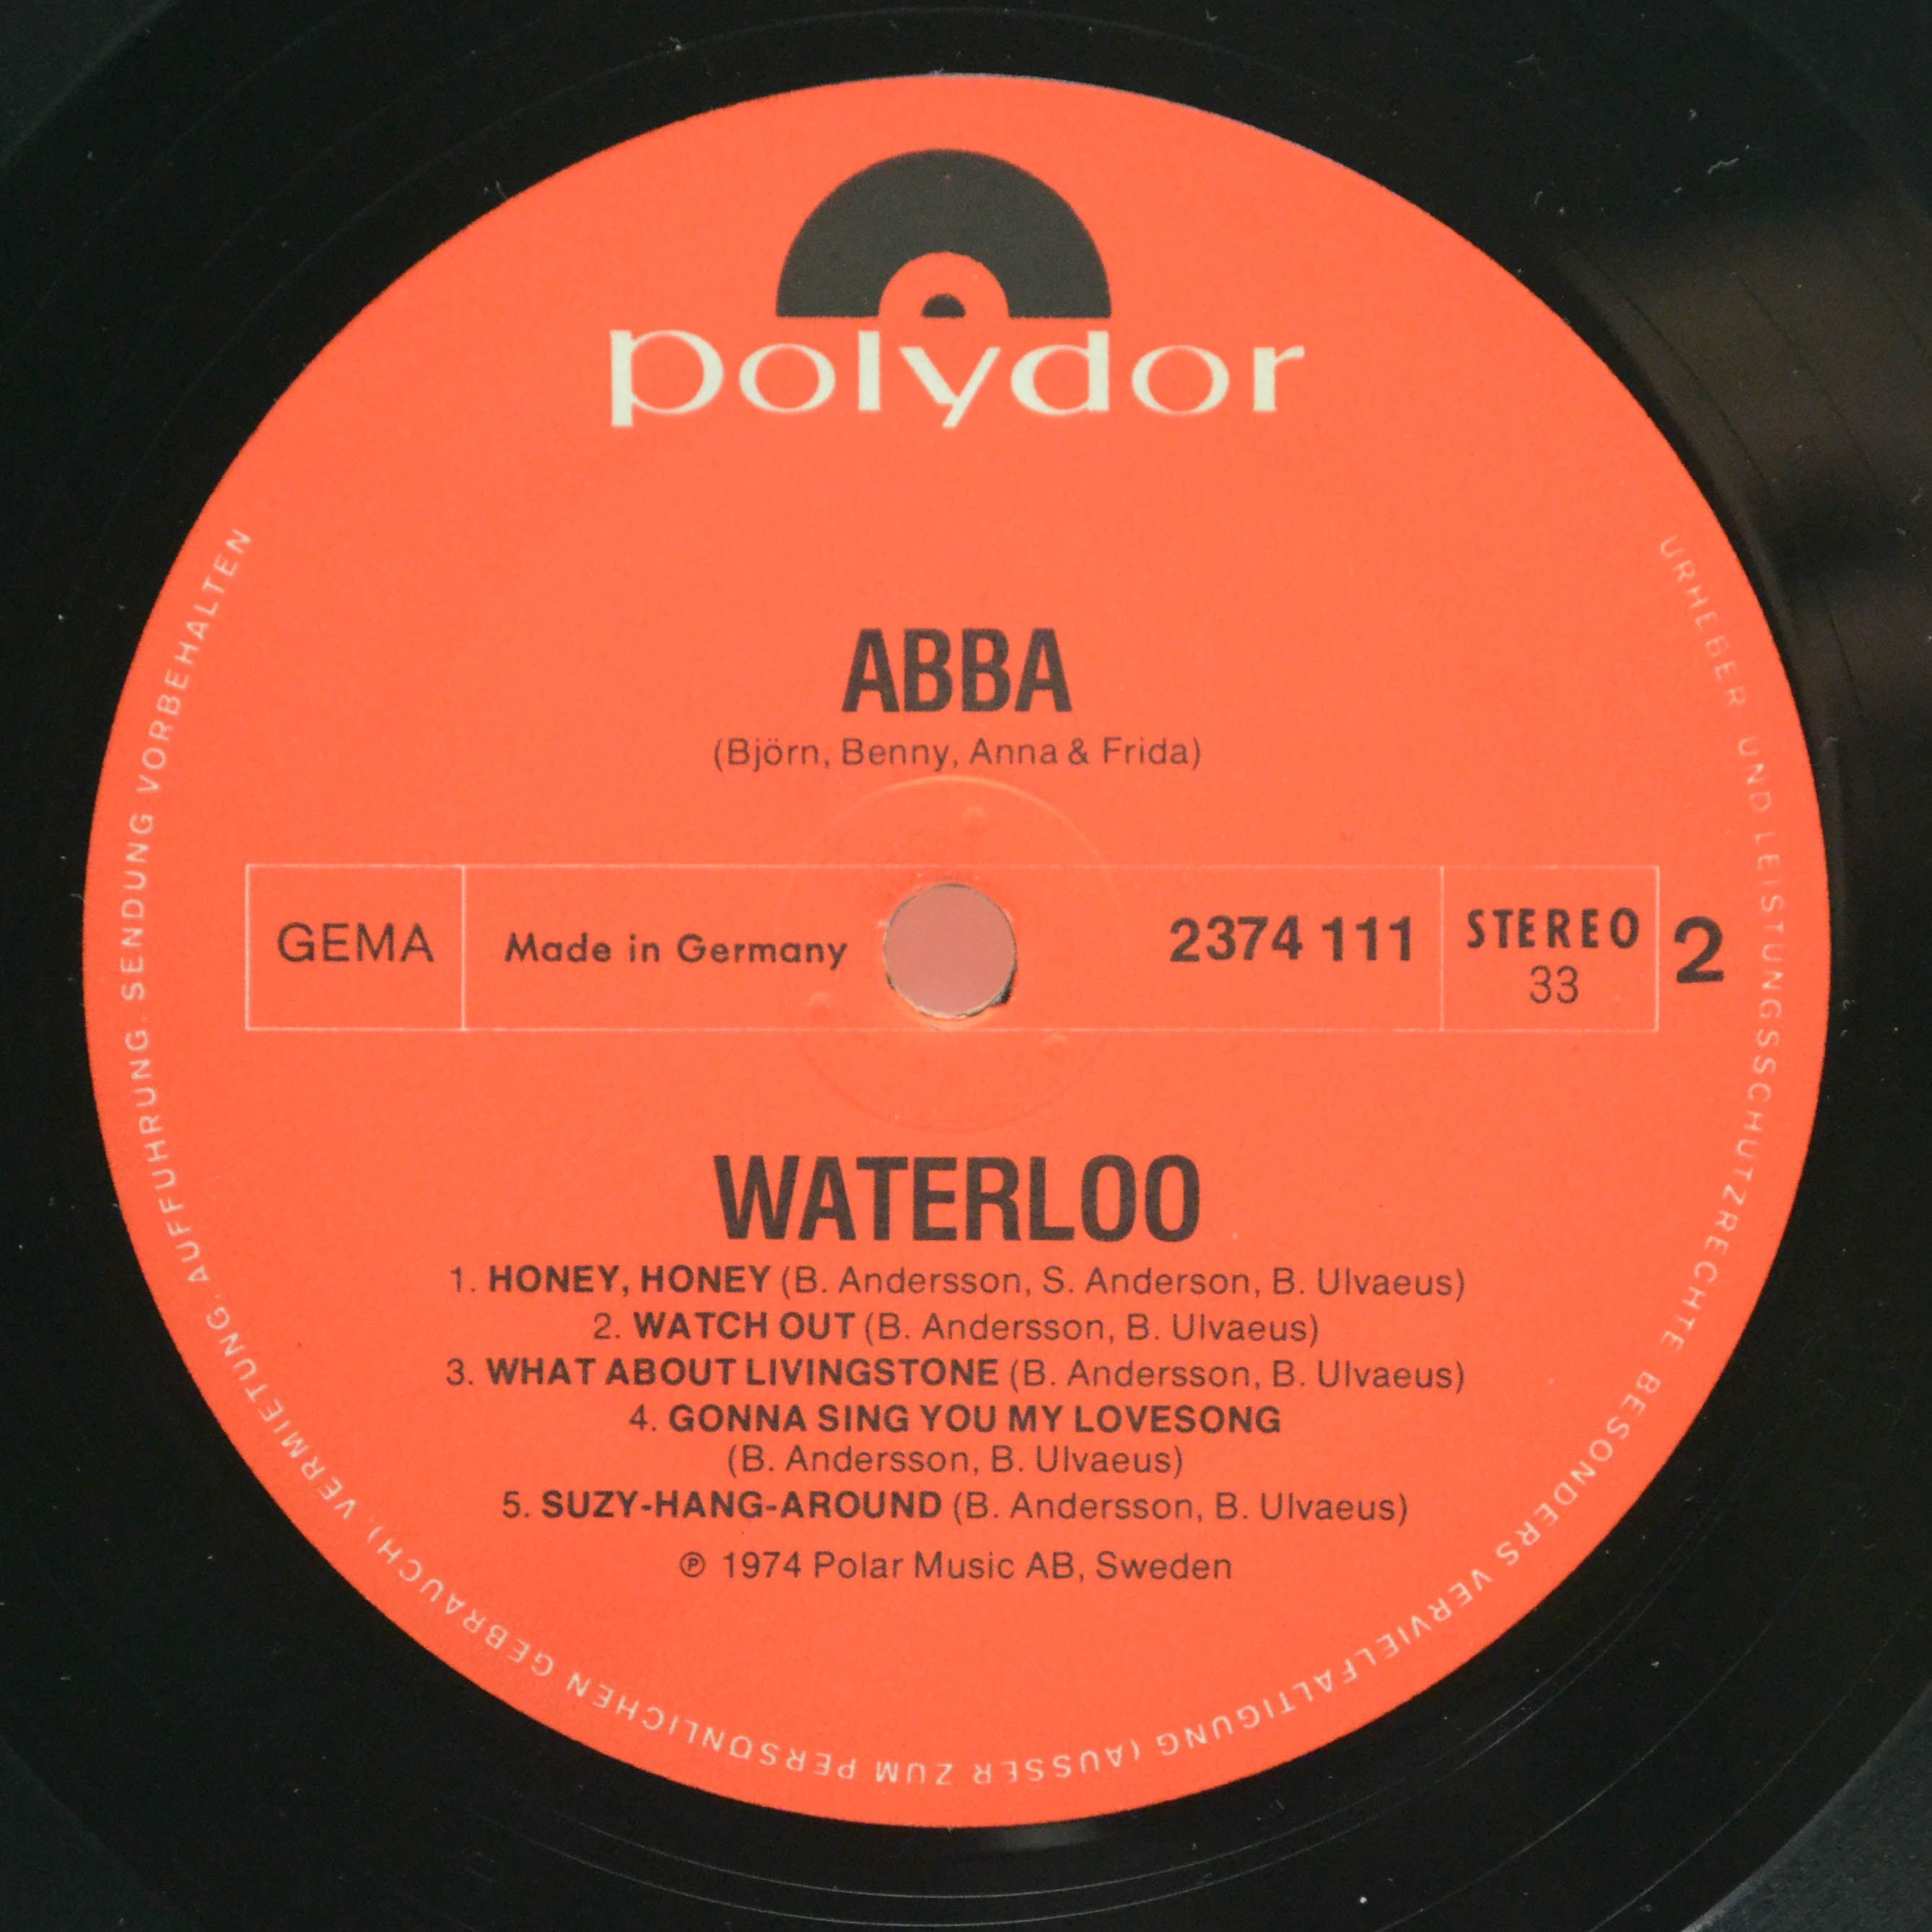 polydor
ABBA
(Björn, Benny, Anna & Frida)
GEMA
Made in Germany
2374 111
STEREO
33
2
WATERLOO
1. HONEY, HONEY (B. Andersson, S. Anderson, B. Ulvaeus)
2. WATCH OUT (B. Andersson, B. Ulvaeus)
3. WHAT ABOUT LIVINGSTONE (B. Andersson, B. Ulvaeus)
4. GONNA SING YOU MY LOVESONG
(B. Andersson, B. Ulvaeus)
5. SUZY-HANG-AROUND (B. Andersson, B. Ulvaeus)
℗ 1974 Polar Music AB, Sweden
URHEBER UND LEISTUNGSSCHUTZRECHTE BESONDERS VERVIELFÄLTIGUNG (AUSSER ZUM PERSÖNLICHEN GEBRAUCH), VERMIETUNG, AUFFÜHRUNG, SENDUNG VORBEHALTEN